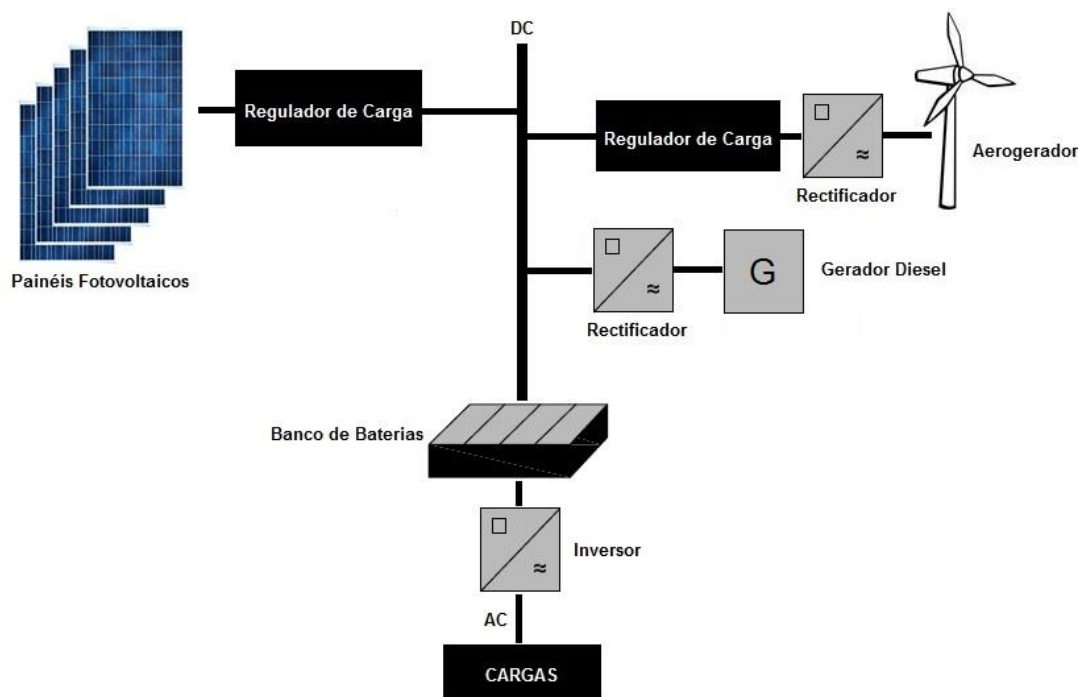 DC
Regulador de Carga
Regulador de Carga
Aerogerador
Rectificador
Painéis Fotovoltaicos
G
Gerador Diesel
Rectificador
Banco de Baterias
Inversor
AC
CARGAS